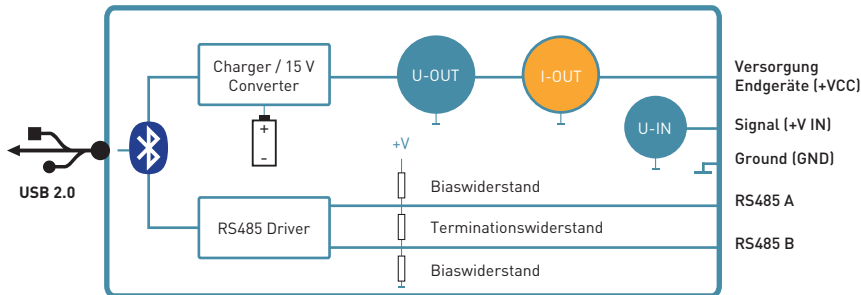 Charger / 15 V
Converter
U-OUT
I-OUT
Versorgung
Endgeräte (+VCC)
U-IN
Signal (+V IN)
+
-
Ground (GND)
USB 2.0
+V
Biaswiderstand
RS485 A
RS485 Driver
Terminationswiderstand
RS485 B
Biaswiderstand